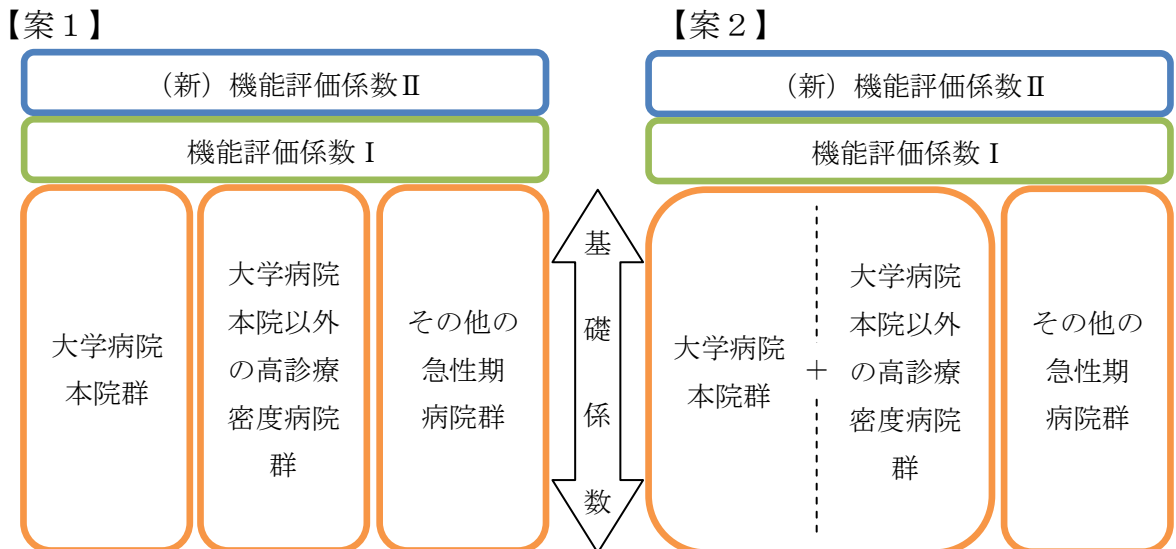 【案１】
（新）機能評価係数Ⅱ
機能評価係数Ⅰ
大学病院
本院群
大学病院
本院以外
の高診療
密度病院
群
その他の
急性期
病院群
基
礎
係
数
【案２】
（新）機能評価係数Ⅱ
機能評価係数Ⅰ
大学病院
本院群
＋
大学病院
本院以外
の高診療
密度病院
群
その他の
急性期
病院群